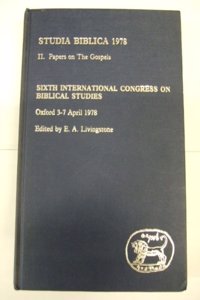 STUDIA BIBLICA 1978
II. Papers on The Gospels
SIXTH INTERNATIONAL CONGRESS ON
BIBLICAL STUDIES
Oxford 3-7 April 1978
Edited by E. A. Livingstone